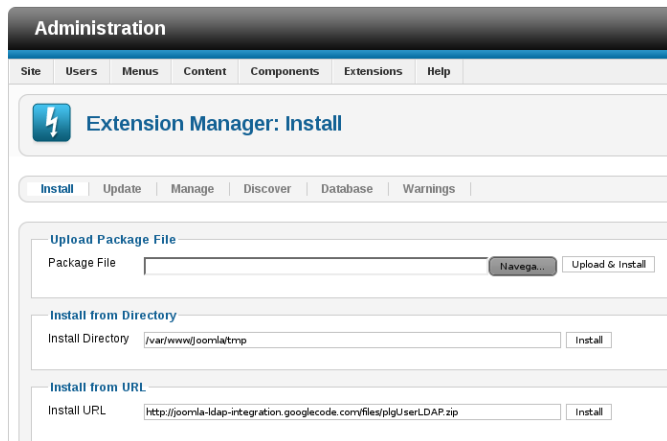 Administration
Site Users Menus Content Components Extensions Help
Extension Manager: Install
Install Update Manage Discover Database Warnings
Upload Package File
Package File Navega... Upload & Install
Install from Directory
Install Directory /var/www/Joomla/tmp Install
Install from URL
Install URL http://joomla-ldap-integration.googlecode.com/files/plgUserLDAP.zip Install